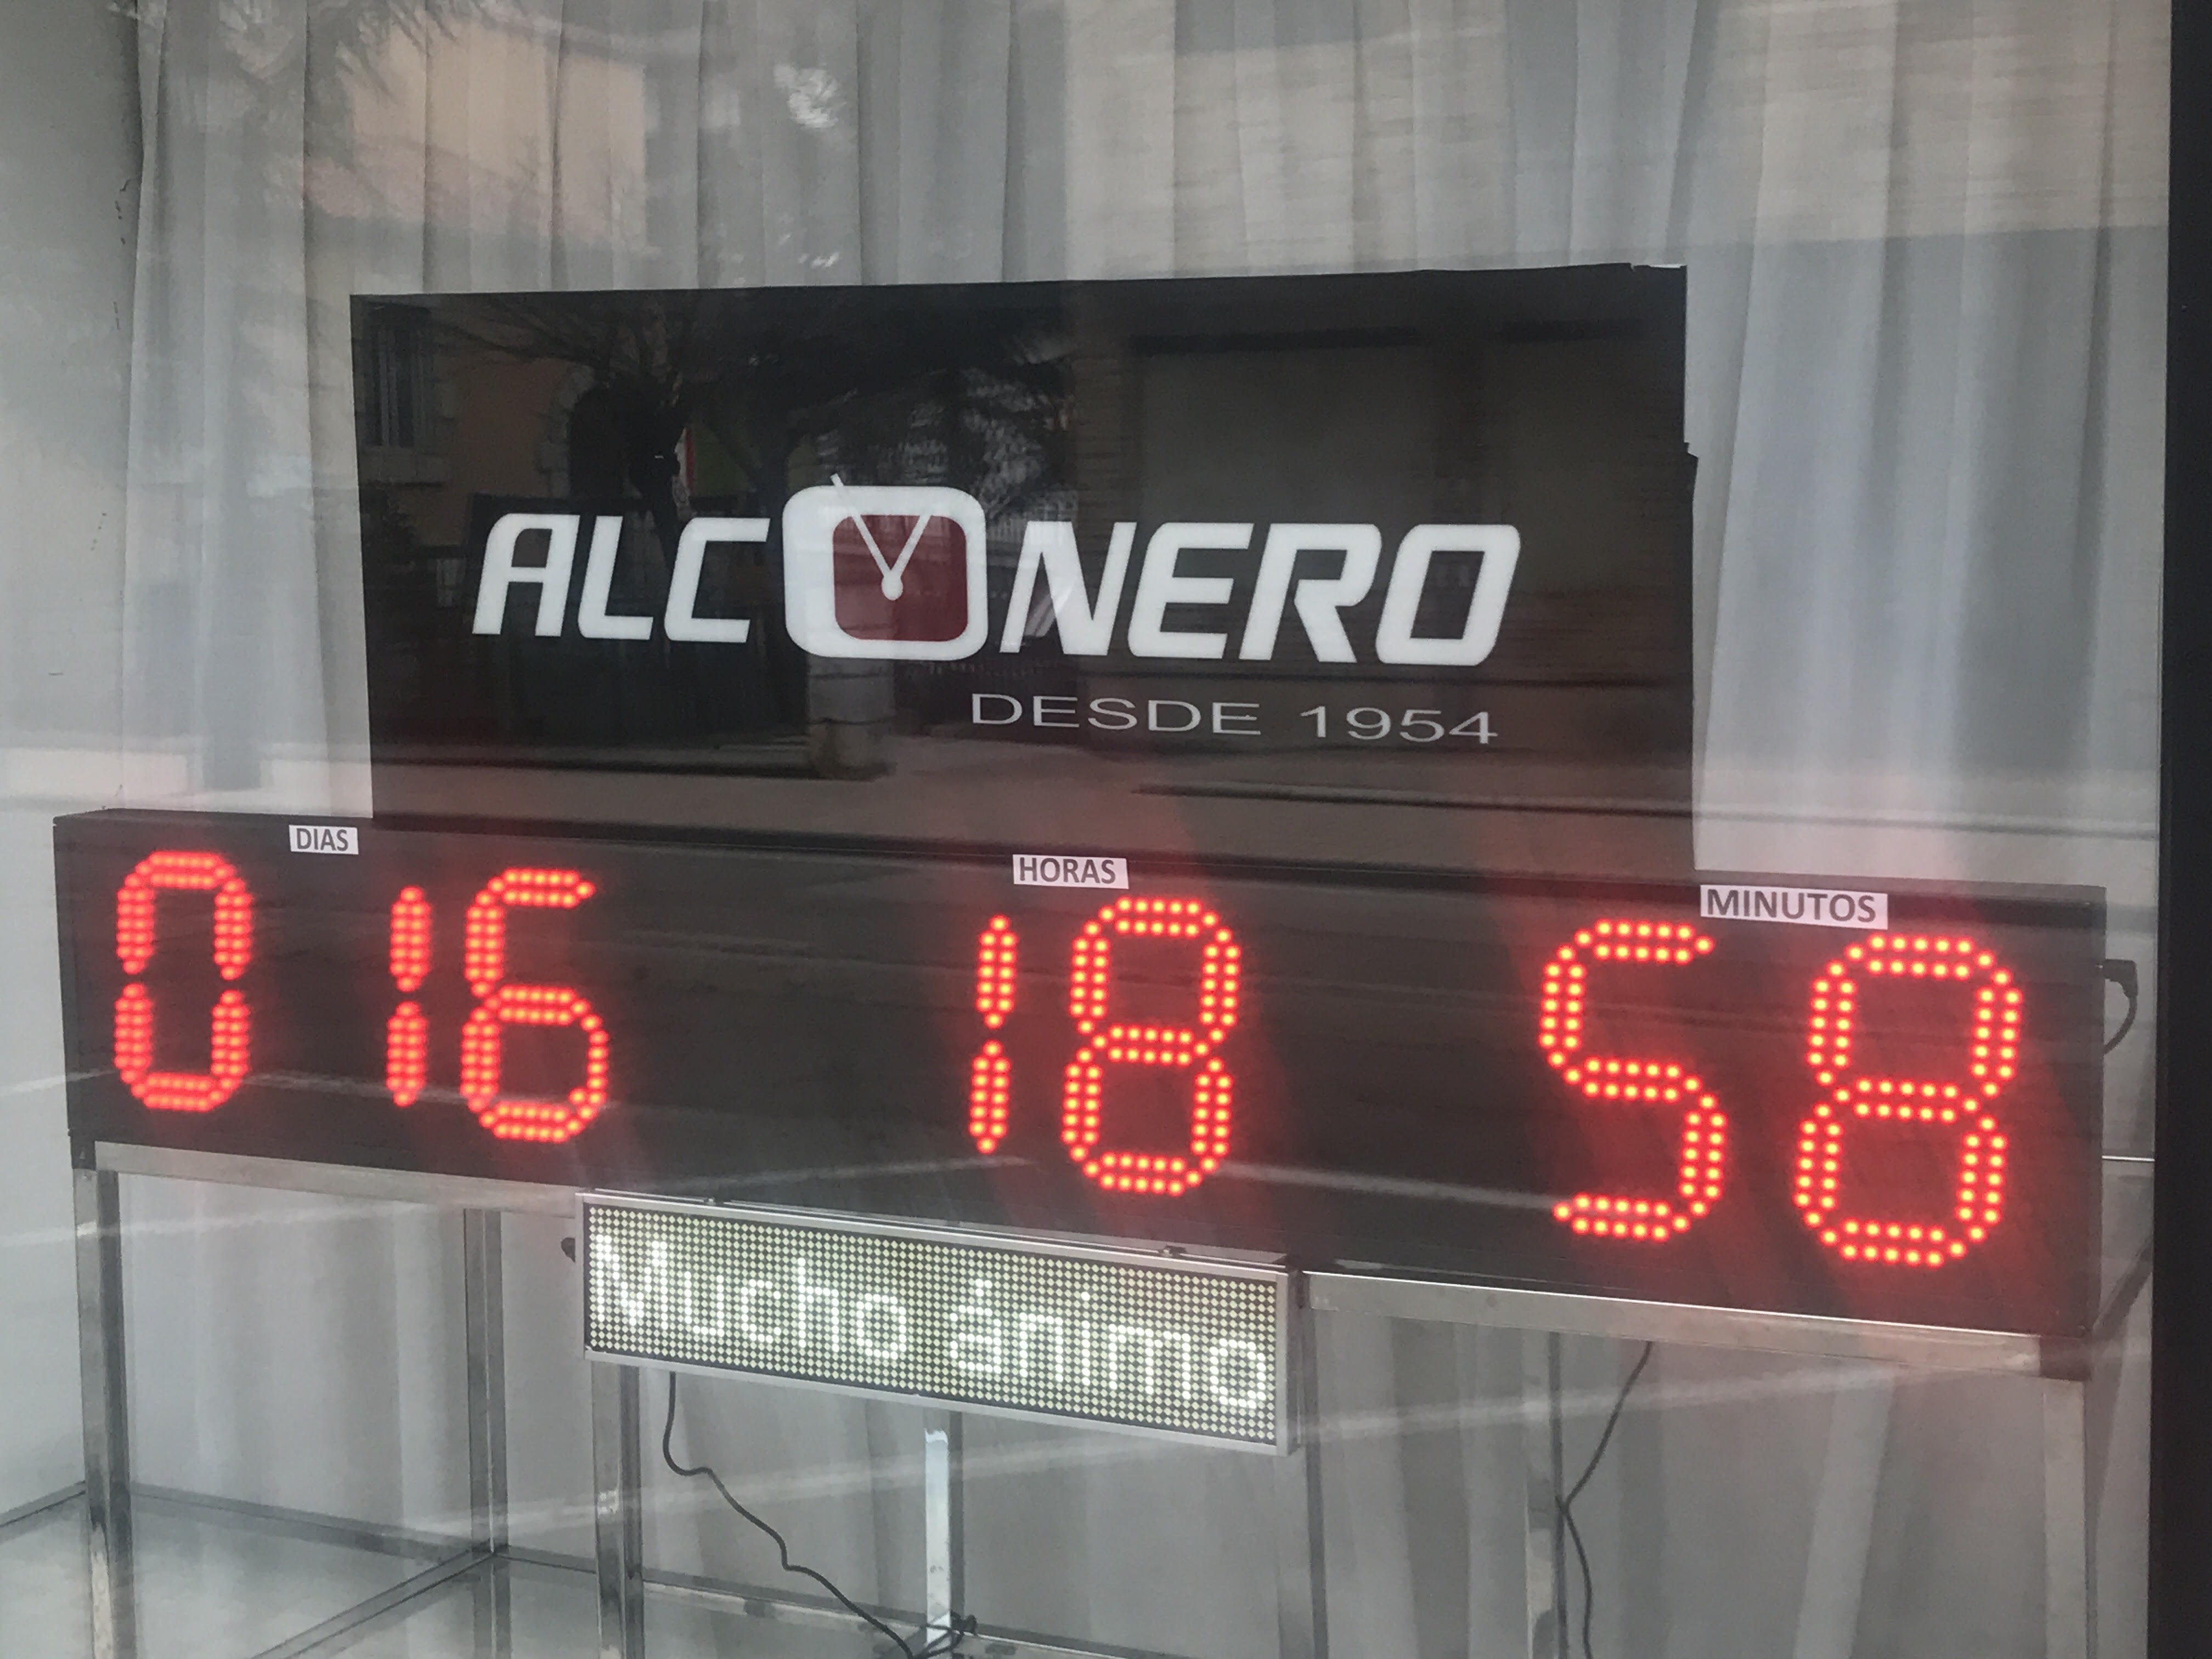 ALCONERO
DESDE 1954
DIAS HORAS MINUTOS
016 18 58
Mucho ánimo